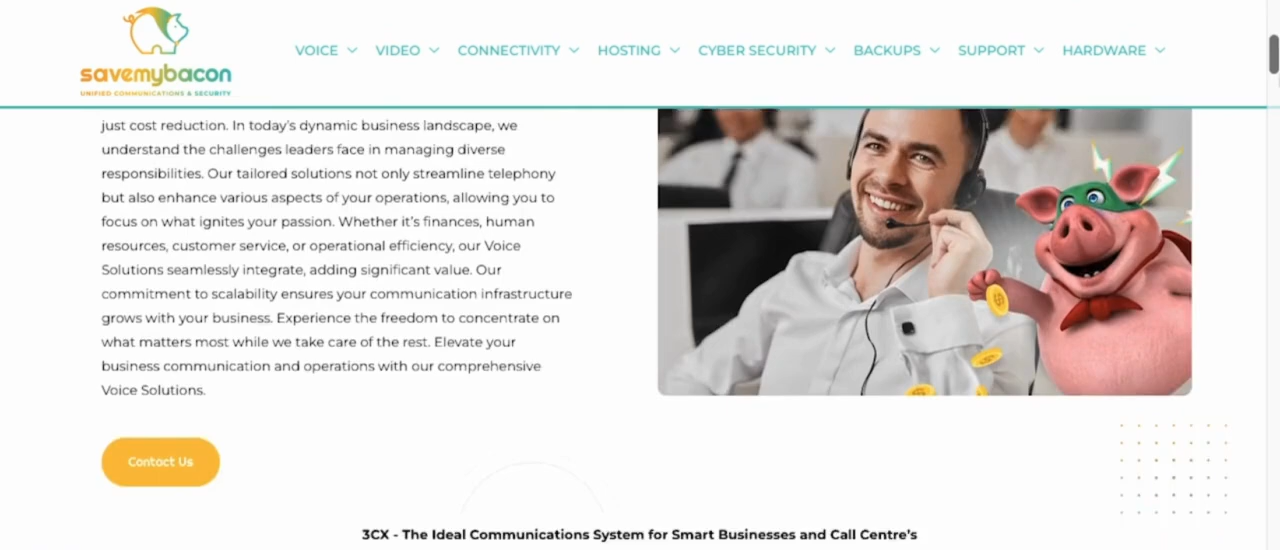 savemybacon
UNIFIED COMMUNICATIONS & SECURITY
VOICE VIDEO CONNECTIVITY HOSTING CYBER SECURITY BACKUPS SUPPORT HARDWARE
just cost reduction. In today's dynamic business landscape, we
understand the challenges leaders face in managing diverse
responsibilities. Our tailored solutions not only streamline telephony
but also enhance various aspects of your operations, allowing you to
focus on what ignites your passion. Whether it's finances, human
resources, customer service, or operational efficiency, our Voice
Solutions seamlessly integrate, adding significant value. Our
commitment to scalability ensures your communication infrastructure
grows with your business. Experience the freedom to concentrate on
what matters most while we take care of the rest. Elevate your
business communication and operations with our comprehensive
Voice Solutions.
Contact Us
3CX - The Ideal Communications System for Smart Businesses and Call Centre's